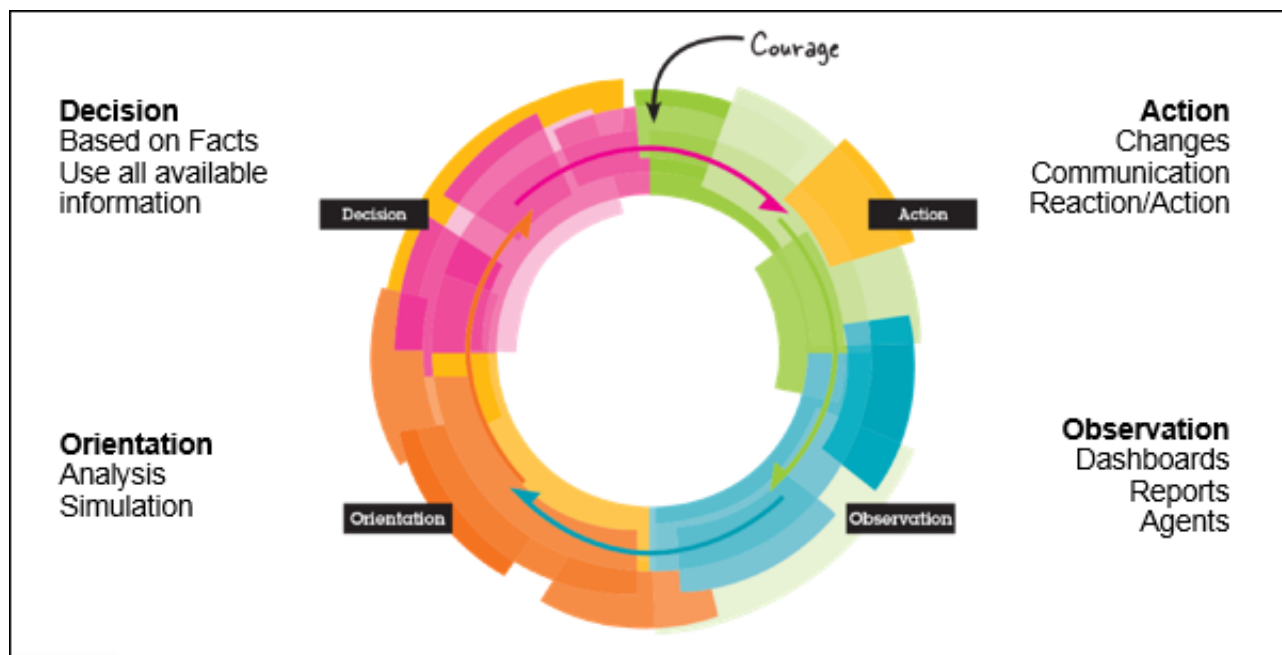 Courage
Decision
Based on Facts
Use all available
information
Action
Changes
Communication
Reaction/Action
Decision
Action
Orientation
Analysis
Simulation
Observation
Dashboards
Reports
Agents
Orientation
Observation